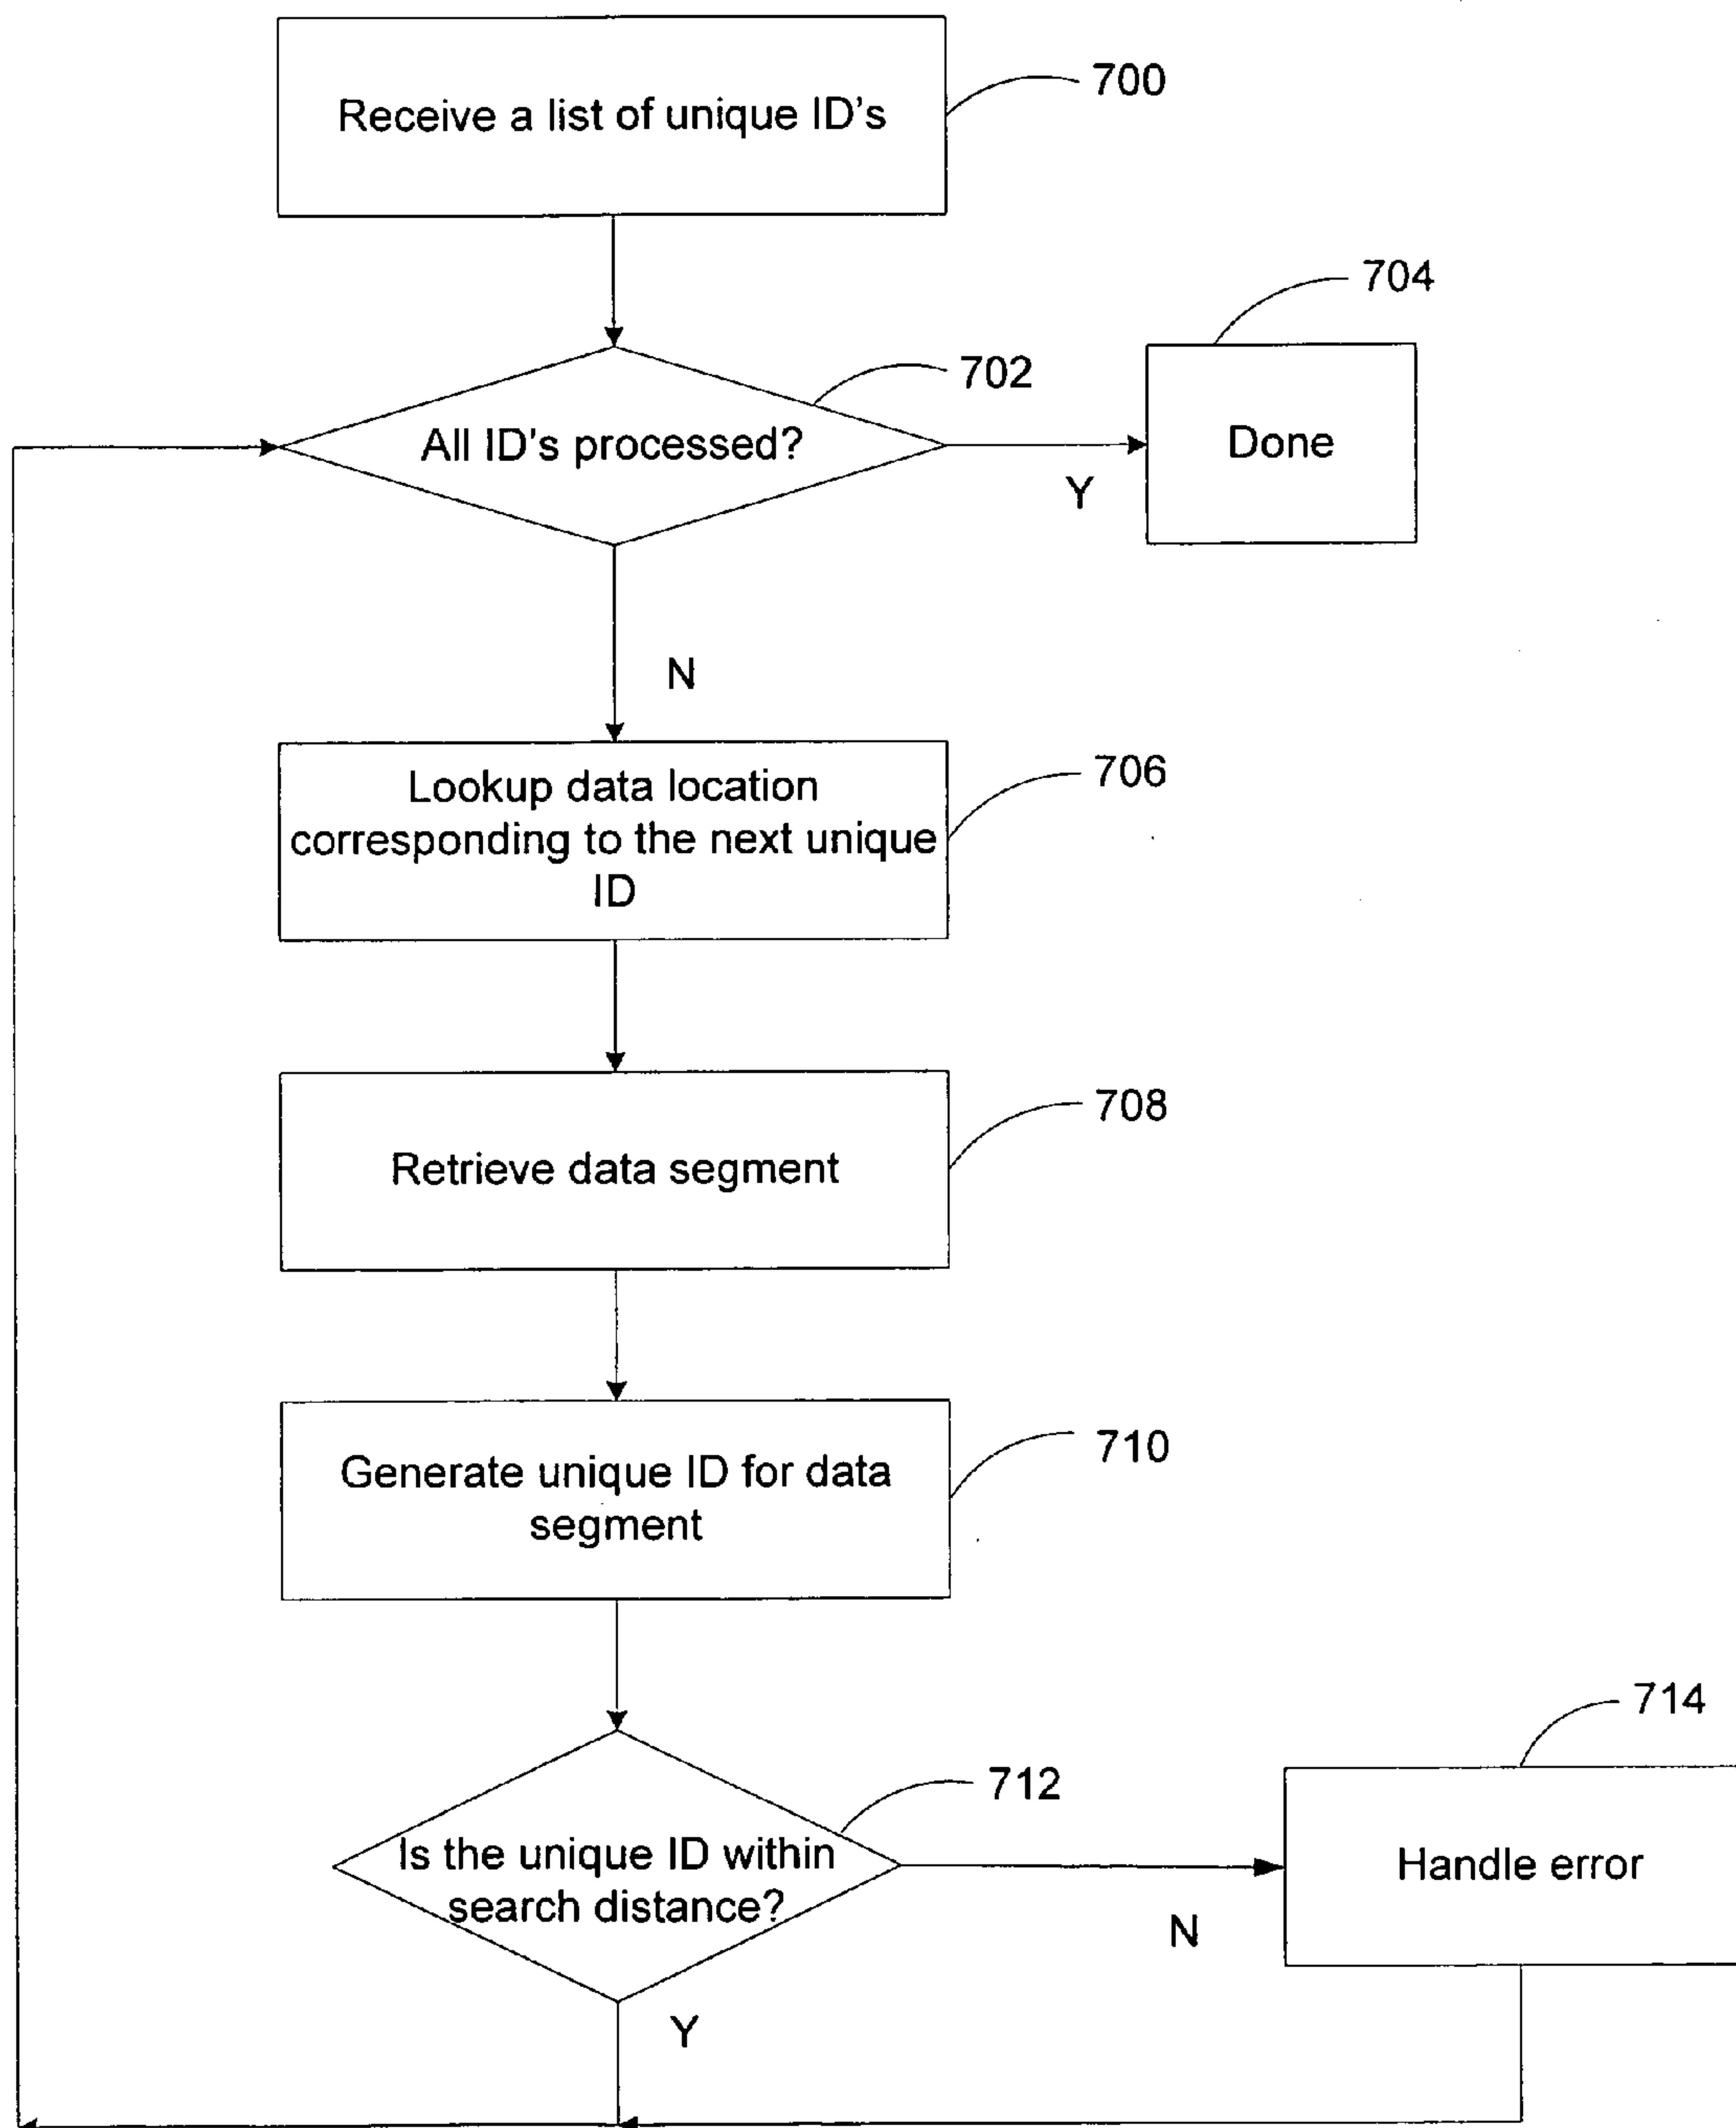 Receive a list of unique ID's
700
704
702
All ID's processed?
Done
Y
N
Lookup data location
corresponding to the next unique
ID
706
Retrieve data segment
708
Generate unique ID for data
segment
710
714
712
Is the unique ID within
search distance?
Handle error
N
Y